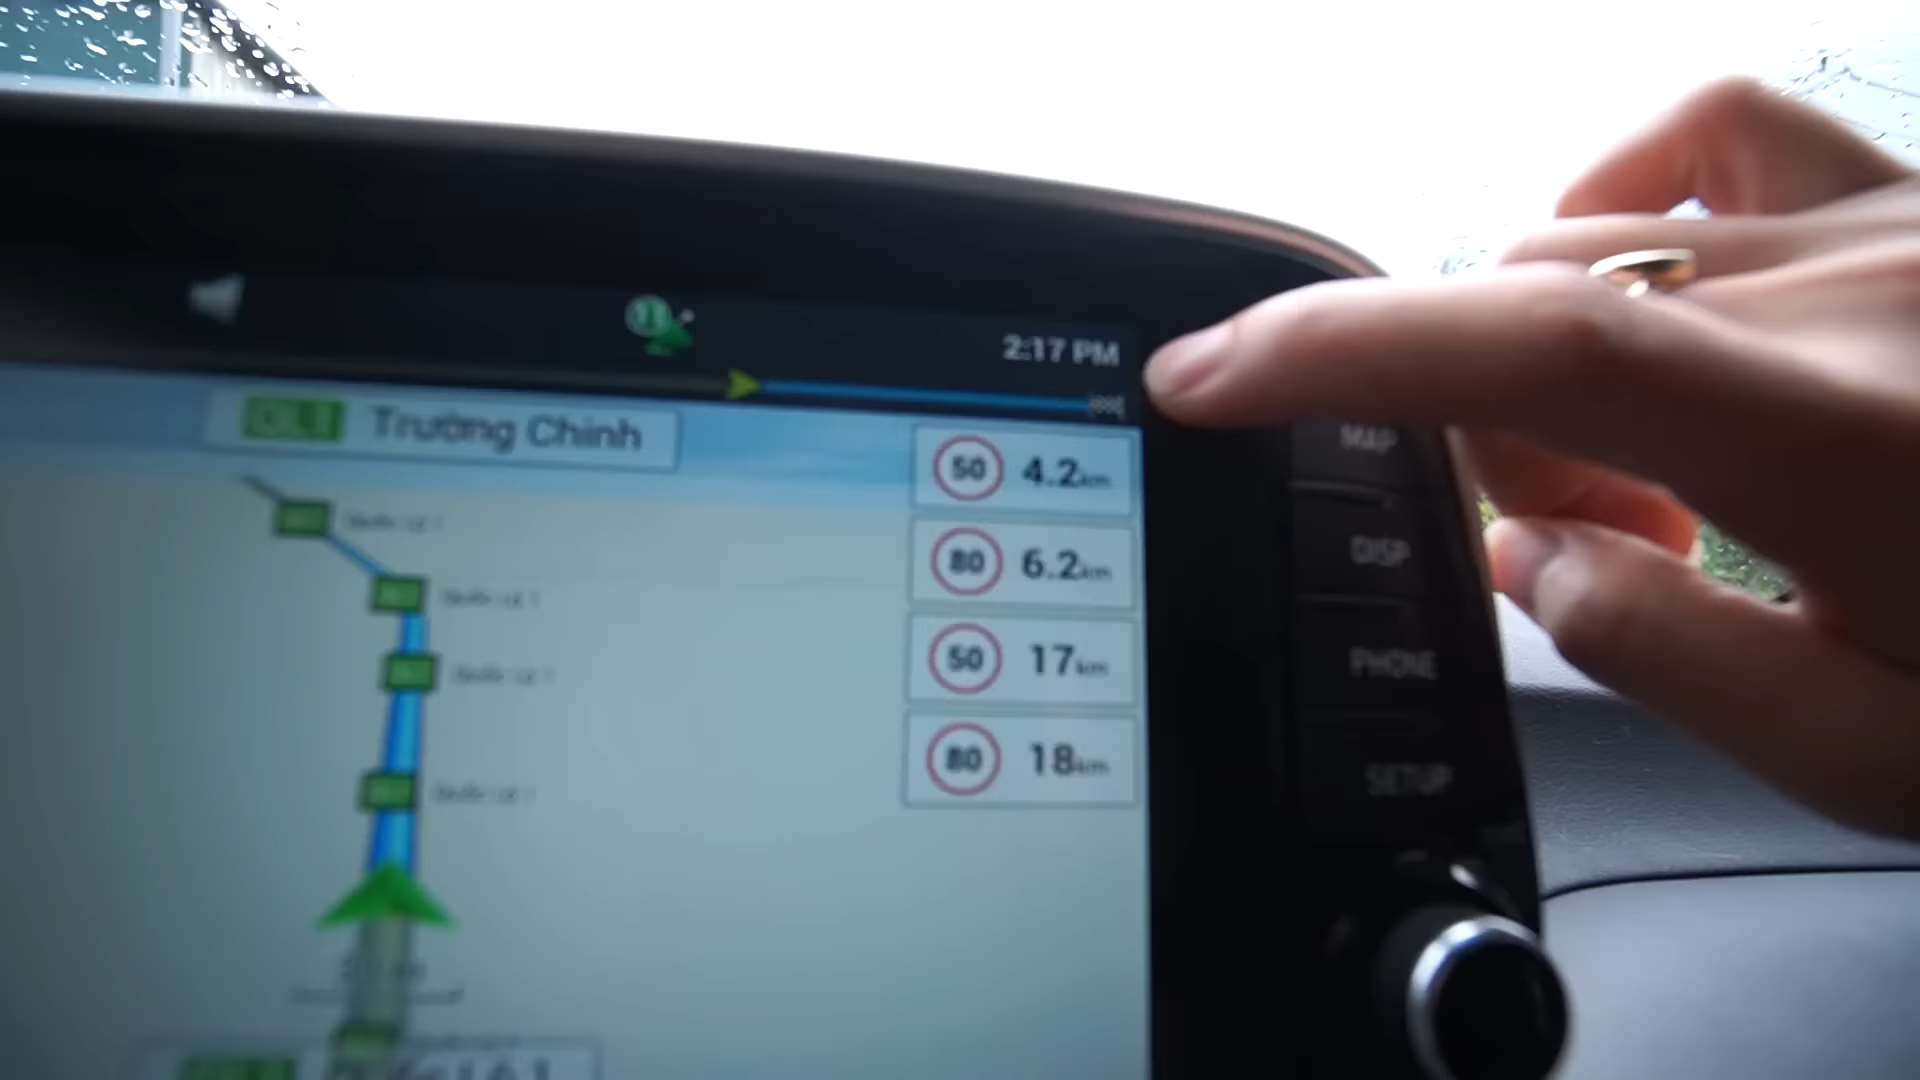 2:17 PM
QL1 Trường Chinh
50 4.2km
80 6.2km
50 17km
80 18km
MAP
DISP
PHONE
SETUP